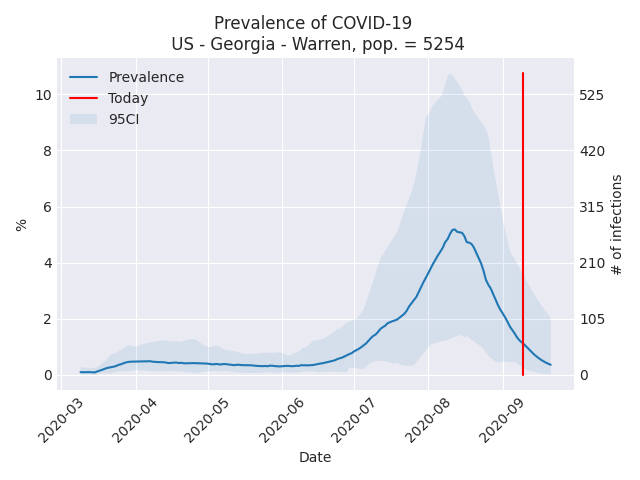 Prevalence of COVID-19
US - Georgia - Warren, pop. = 5254
Prevalence
Today
95CI
%
10
8
6
4
2
0
525
420
315
210
105
0
# of infections
2020-03
2020-04
2020-05
2020-06
2020-07
2020-08
2020-09
Date